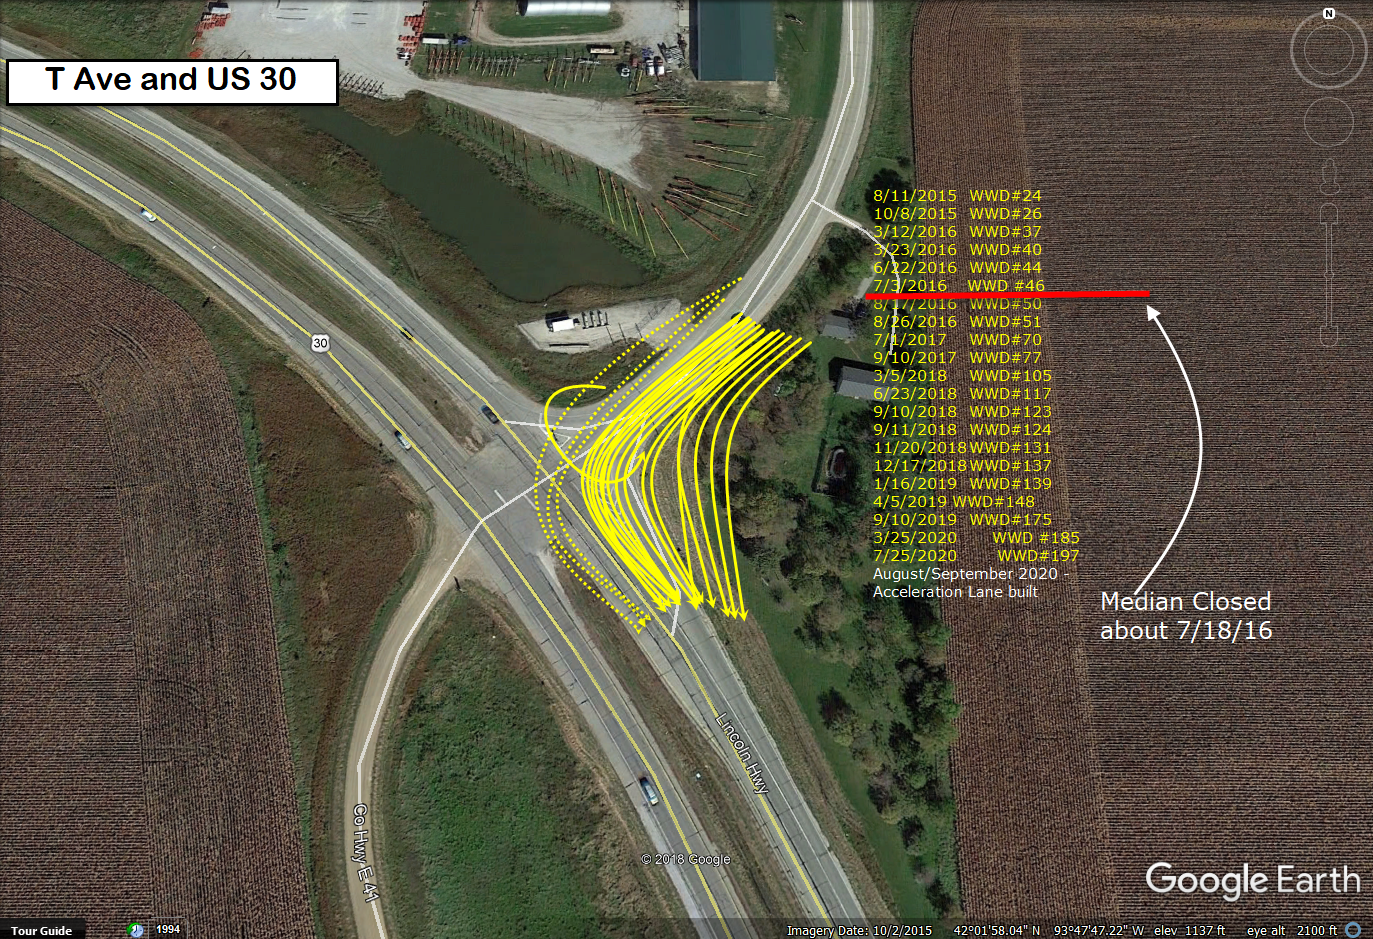 N
T Ave and US 30
8/11/2015 WWD#24
10/8/2015 WWD#26
3/12/2016 WWD#37
3/23/2016 WWD#40
6/22/2016 WWD#44
7/3/2016 WWD #46
8/17/2016 WWD#50
8/26/2016 WWD#51
7/1/2017 WWD#70
9/10/2017 WWD#77
3/5/2018 WWD#105
6/23/2018 WWD#117
9/10/2018 WWD#123
9/11/2018 WWD#124
11/20/2018 WWD#131
12/17/2018 WWD#137
1/16/2019 WWD#139
4/5/2019 WWD#148
9/10/2019 WWD#175
3/25/2020 WWD #185
7/25/2020 WWD#197
August/September 2020 -
Acceleration Lane built
Median Closed
about 7/18/16
30
Lincoln Hwy
Co Hwy E 41
© 2018 Google
Google Earth
Tour Guide
1994
Imagery Date: 10/2/2015 42°01'58.04" N 93°47'47.22" W elev 1137 ft eye alt 2100 ft